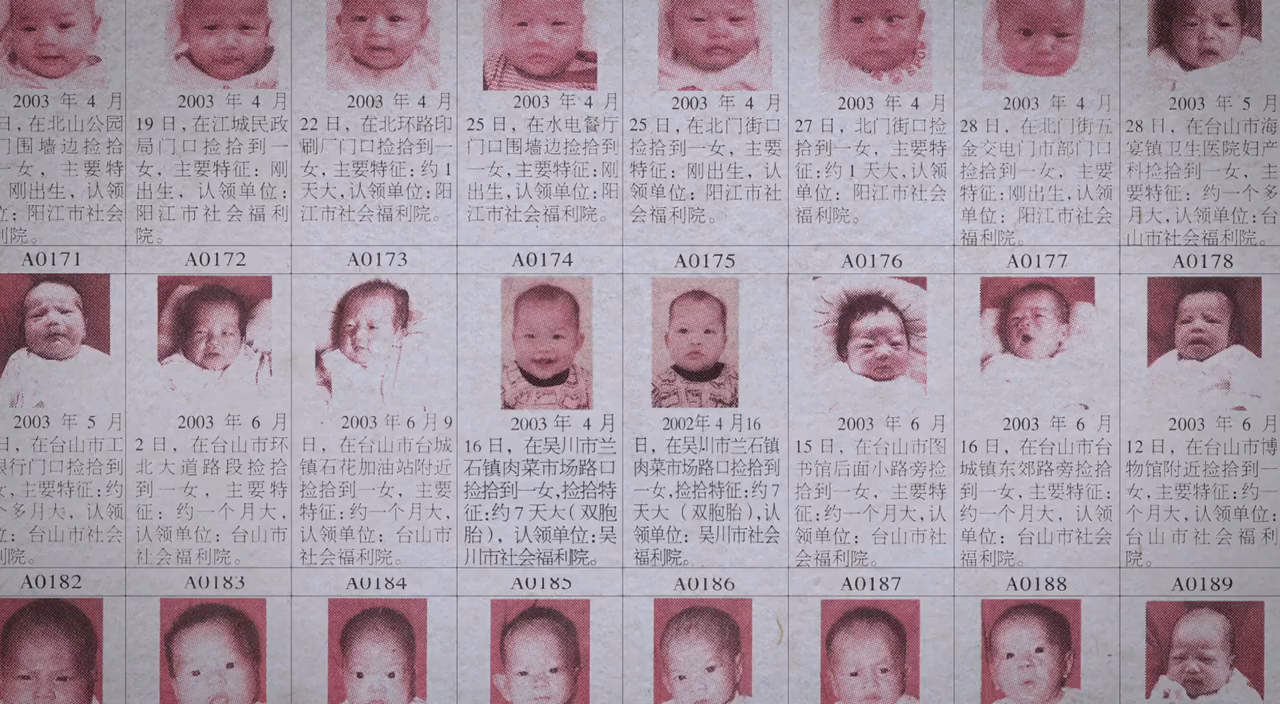 2003 年 4 月
日，在北山公园
门围墙边捡拾
女，主要特
刚出生，认领
位：阳江市社会
利院。
2003 年 4 月
19 日，在江城民政
局门口捡拾到一
女，主要特征：刚
出生，认领单位：
阳江市社会福利
院。
2003 年 4 月
22 日，在北环路印
刷厂门口捡拾到一
女，主要特征：约 1
天大，认领单位：阳
江市社会福利院。
2003 年 4 月
25 日，在水电餐厅
门口围墙边捡拾到
一女，主要特征：刚
出生，认领单位：阳
江市社会福利院。
2003 年 4 月
25 日，在北门街口
捡拾到一女，主要
特征：刚出生，认
领单位：阳江市社
会福利院。
2003 年 4 月
27 日，北门街口捡
拾到一女，主要特
征：约 1 天大，认领
单位：阳江市社会
福利院。
2003 年 4 月
28 日，在北门街五
金交电门市部门口
捡拾到一女，主要
特征：刚出生，认领
单位：阳江市社会
福利院。
2003 年 5 月
28 日，在台山市海
宴镇卫生医院妇产
科捡拾到一女，主
要特征：约一个多
月大，认领单位：台
山市社会福利院。
A0171
A0172
A0173
A0174
A0175
A0176
A0177
A0178
2003 年 5 月
日，在台山市工
银行门口捡拾到
女，主要特征：约
个多月大，认领
位：台山市社会
利院。
2003 年 6 月
2 日，在台山市环
北大道路段捡拾
到一女，主要特
征：约一个月大，
认领单位：台山市
社会福利院。
2003 年 6 月 9
日，在台山市台城
镇石花加油站附近
捡拾到一女，主要
特征：约一个月大，
认领单位：台山市
社会福利院。
2003 年 4 月
16 日，在吴川市兰
石镇肉菜市场路口
捡拾到一女，捡拾特
征：约 7 天大（双胞
胎），认领单位：吴
川市社会福利院。
2002年 4 月16
日，在吴川市兰石镇
肉菜市场路口捡拾到
一女，捡拾特征：约 7
天大（双胞胎），认
领单位：吴川市社会
福利院。
2003 年 6 月
15 日，在台山市图
书馆后面小路旁捡
拾到一女，主要特
征：约一个月大，认
领单位：台山市社
会福利院。
2003 年 6 月
16 日，在台山市台
城镇东郊路旁捡拾
到一女，主要特征：
约一个月大，认领
单位：台山市社会
福利院。
2003 年 6 月
12 日，在台山市博
物馆附近捡拾到一
女，主要特征：约一
个月大，认领单位：
台山市社会福利
院。
A0182
A0183
A0184
A0185
A0186
A0187
A0188
A0189